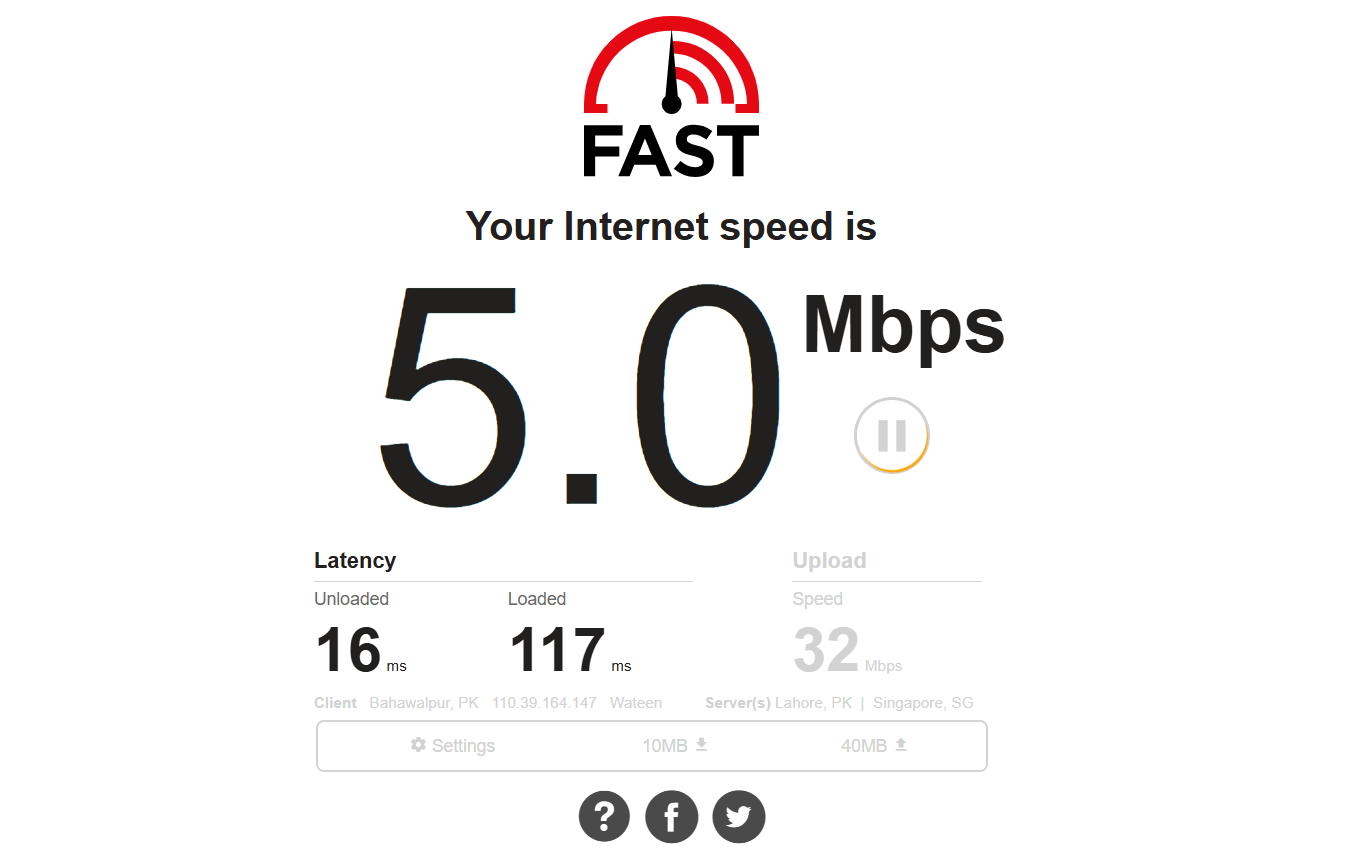 FAST
Your Internet speed is
5.0 Mbps
Latency
Upload
Unloaded Loaded Speed
16 ms 117 ms 32 Mbps
Client Bahawalpur, PK 110.39.164.147 Wateen Server(s) Lahore, PK | Singapore, SG
Settings 10MB 40MB
?